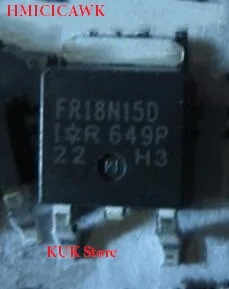 HMICICAWK
FR18N15D
I☆R 649P
22 H3
KUK Store